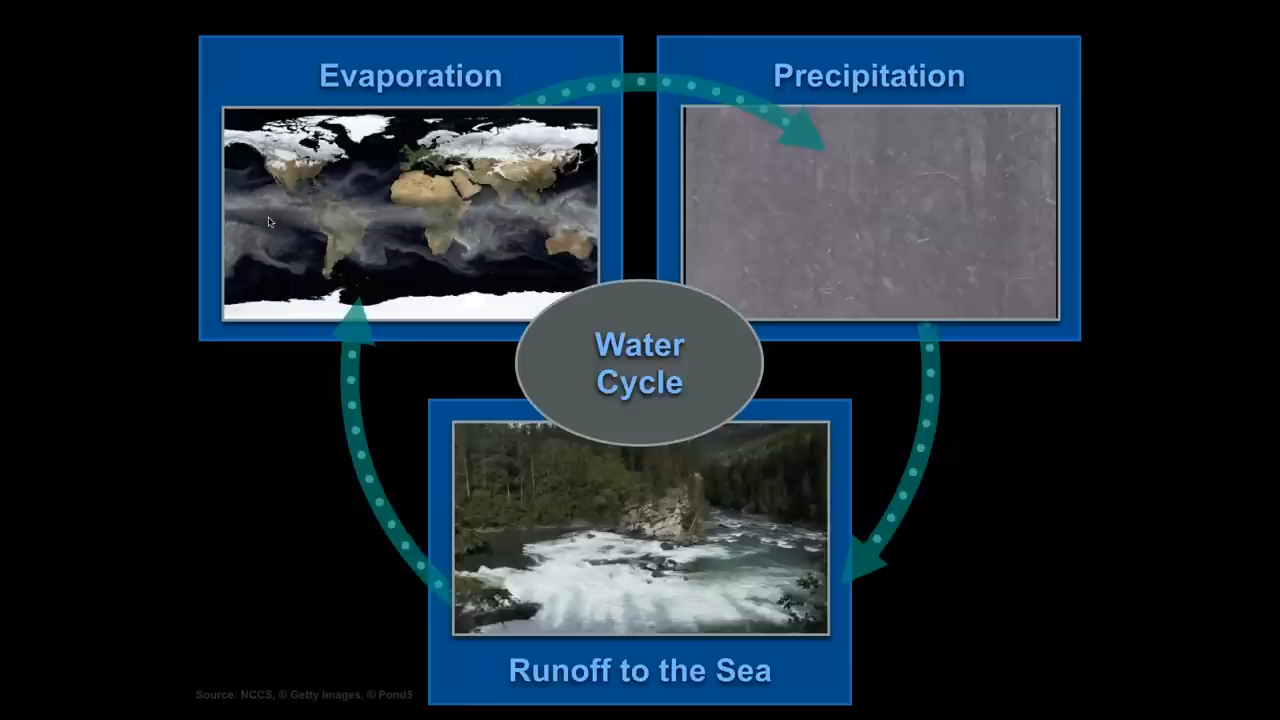 Evaporation
Precipitation
Water
Cycle
Runoff to the Sea
Source: NCCS, © Getty Images. © Pond5